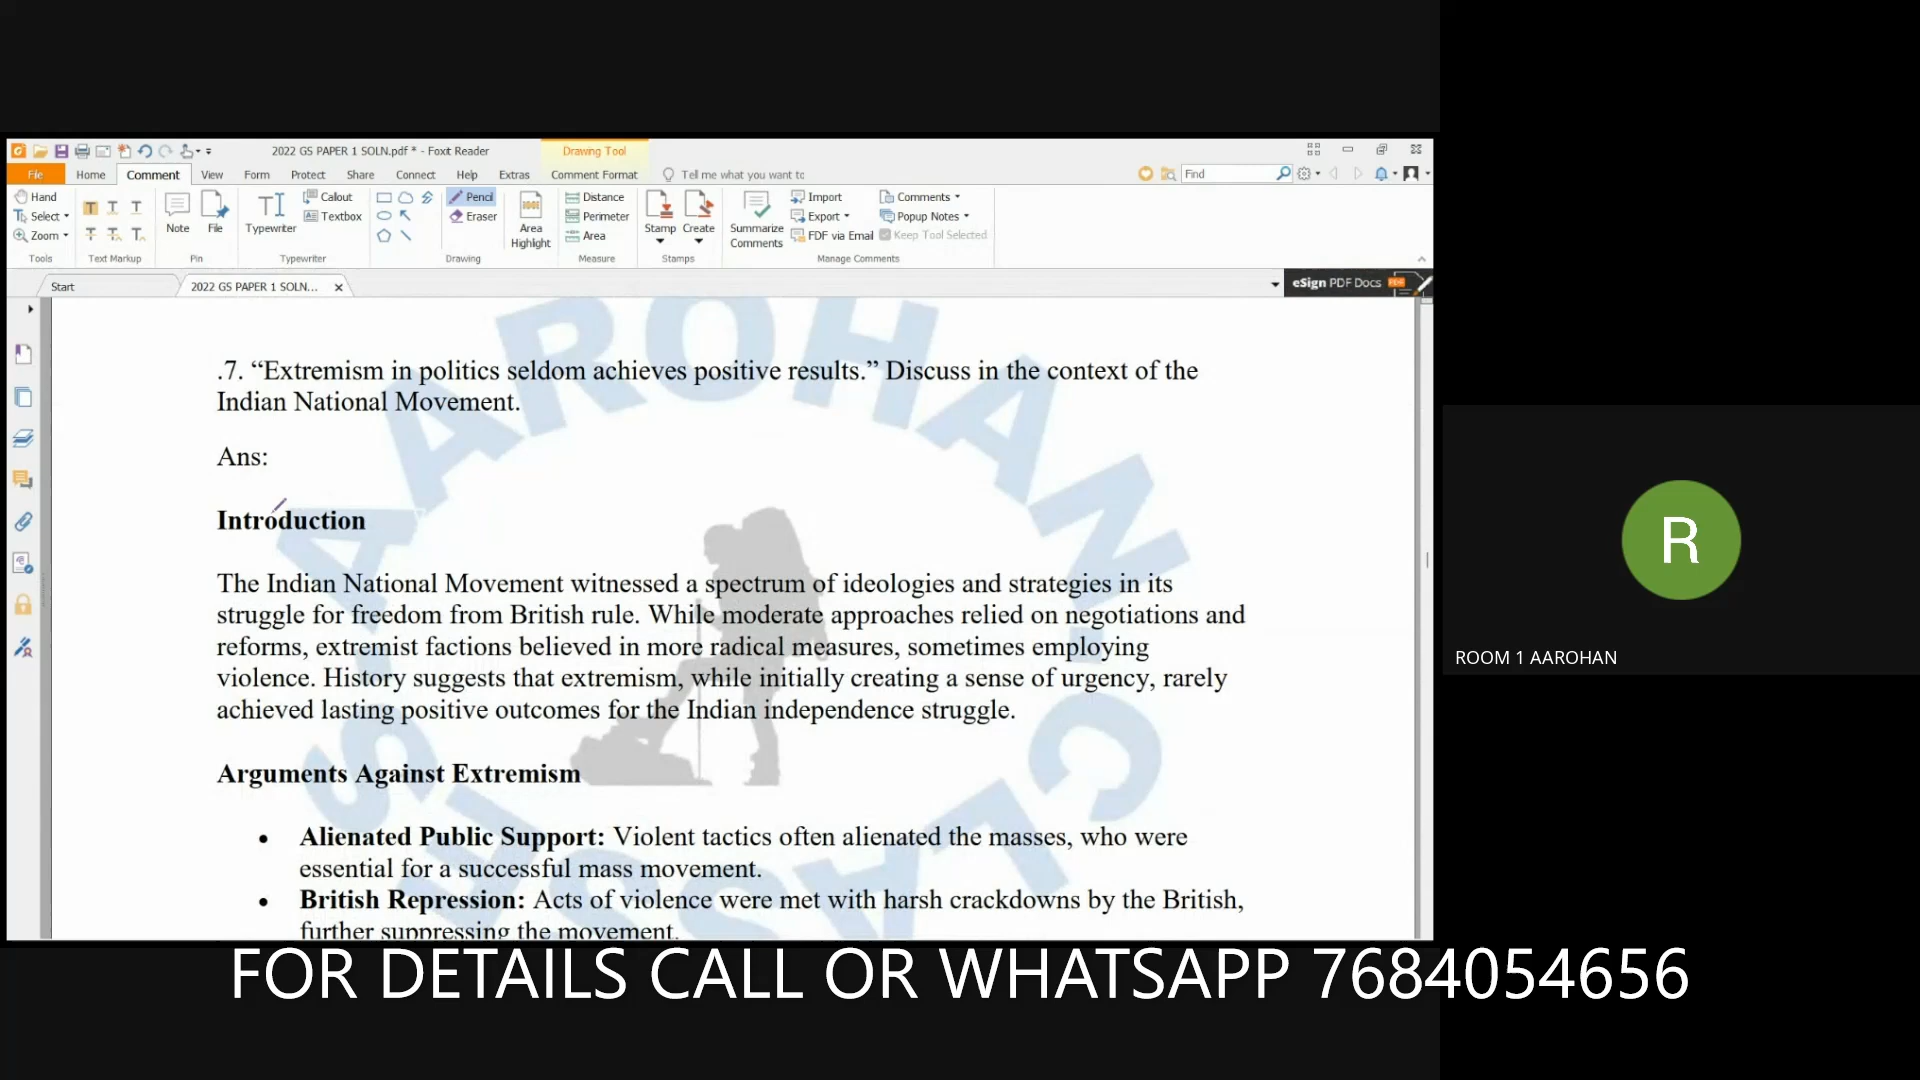 2022 GS PAPER 1 SOLN.pdf * - Foxit Reader
Drawing Tool
File Home Comment View Form Protect Share Connect Help Extras Comment Format Tell me what you want to Find
Hand
Select
Zoom
Tools
Text Markup
Note
File
Pin
Typewriter
Callout
Textbox
Typewriter
Pencil
Eraser
Area
Highlight
Drawing
Distance
Perimeter
Area
Measure
Stamp
Create
Stamps
Summarize
Comments
Import
Export
FDF via Email
Comments
Popup Notes
Keep Tool Selected
Manage Comments
Start
2022 GS PAPER 1 SOLN...
eSign PDF Docs
.7. “Extremism in politics seldom achieves positive results.” Discuss in the context of the
Indian National Movement.
Ans:
Introduction
The Indian National Movement witnessed a spectrum of ideologies and strategies in its
struggle for freedom from British rule. While moderate approaches relied on negotiations and
reforms, extremist factions believed in more radical measures, sometimes employing
violence. History suggests that extremism, while initially creating a sense of urgency, rarely
achieved lasting positive outcomes for the Indian independence struggle.
Arguments Against Extremism
• Alienated Public Support: Violent tactics often alienated the masses, who were
essential for a successful mass movement.
• British Repression: Acts of violence were met with harsh crackdowns by the British,
further suppressing the movement.
AAROHAN
R
ROOM 1 AAROHAN
FOR DETAILS CALL OR WHATSAPP 7684054656